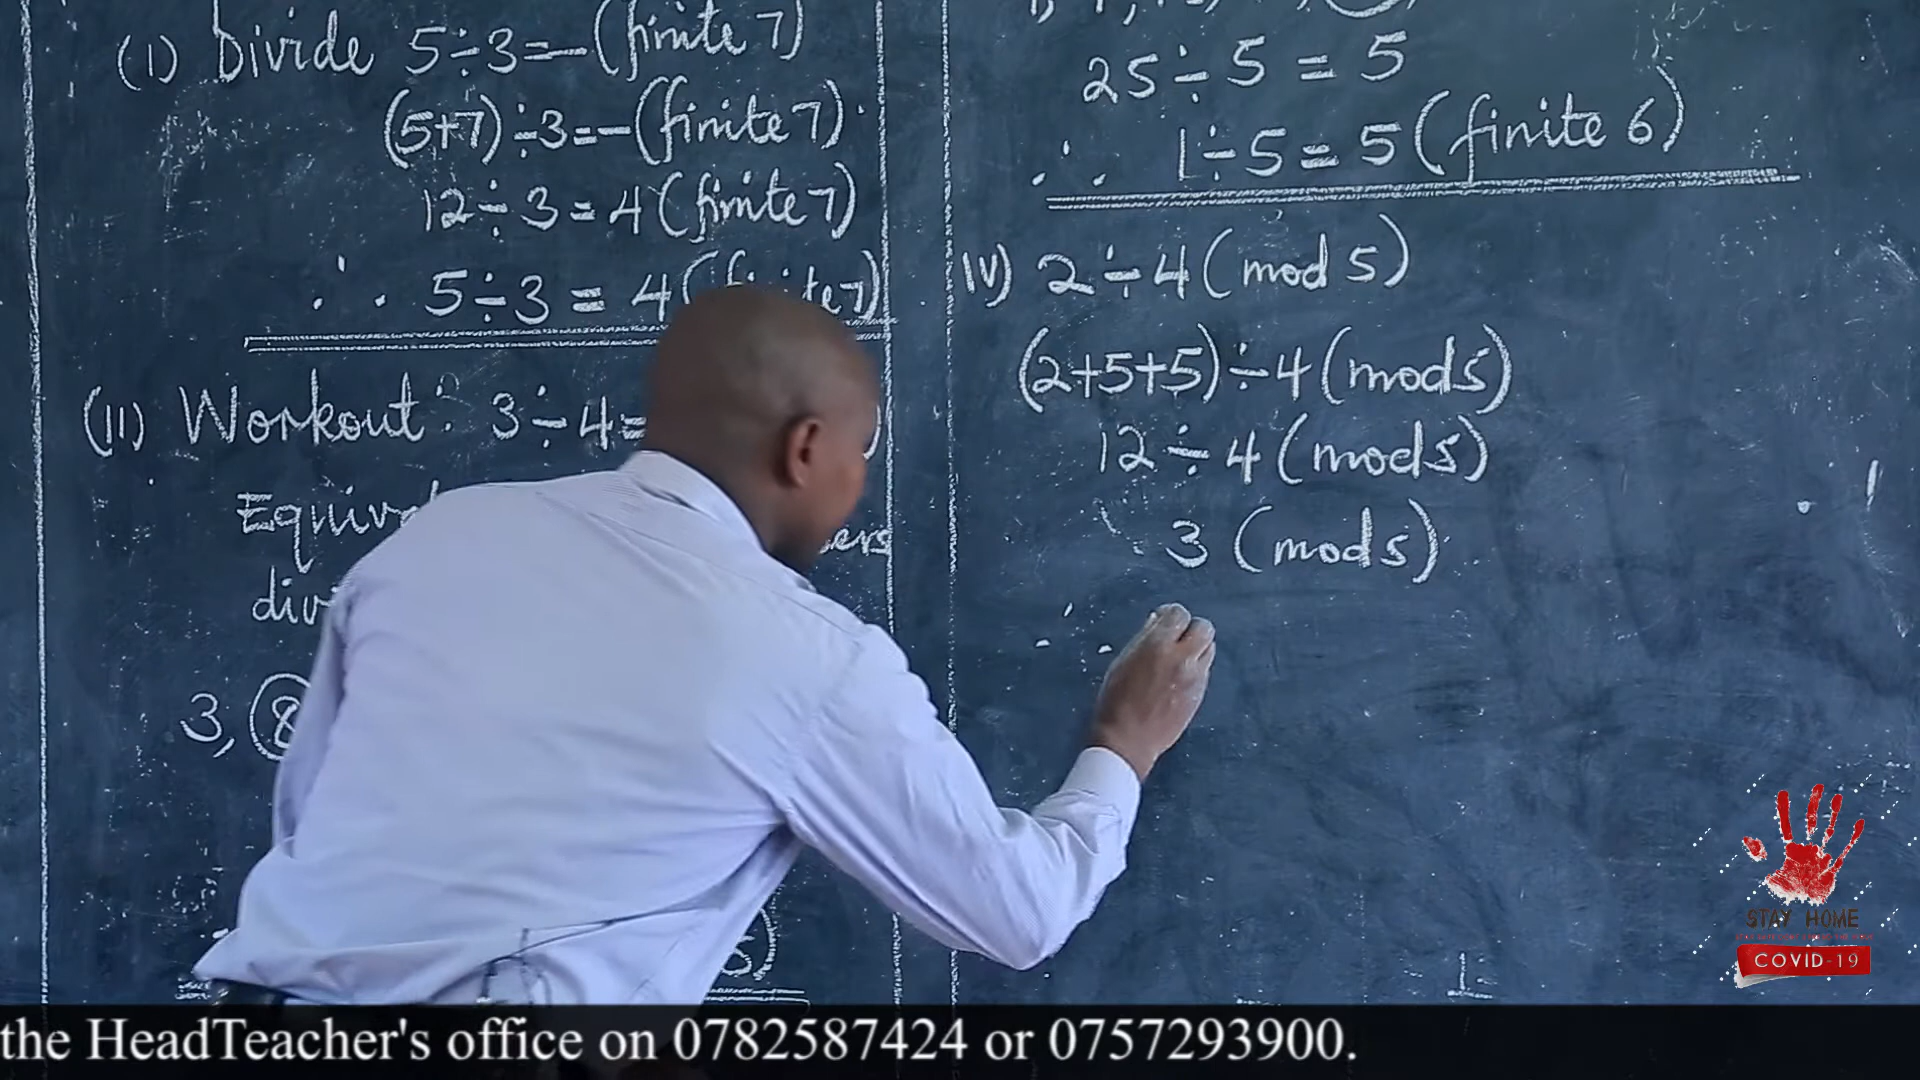 (I) Divide 5÷3=—(finite 7)
(5+7)÷3=—(finite 7)
12÷3=4(finite 7)
∴ 5÷3=4(finite 7)
(II) Workout: 3÷4=
Equiv
div
3, 8
25÷5=5
∴ 1÷5=5(finite 6)
IV) 2÷4(mod 5)
(2+5+5)÷4(mod5)
12÷4(mod5)
3(mod5)
∴
STAY HOME
COVID-19
the HeadTeacher's office on 0782587424 or 0757293900.